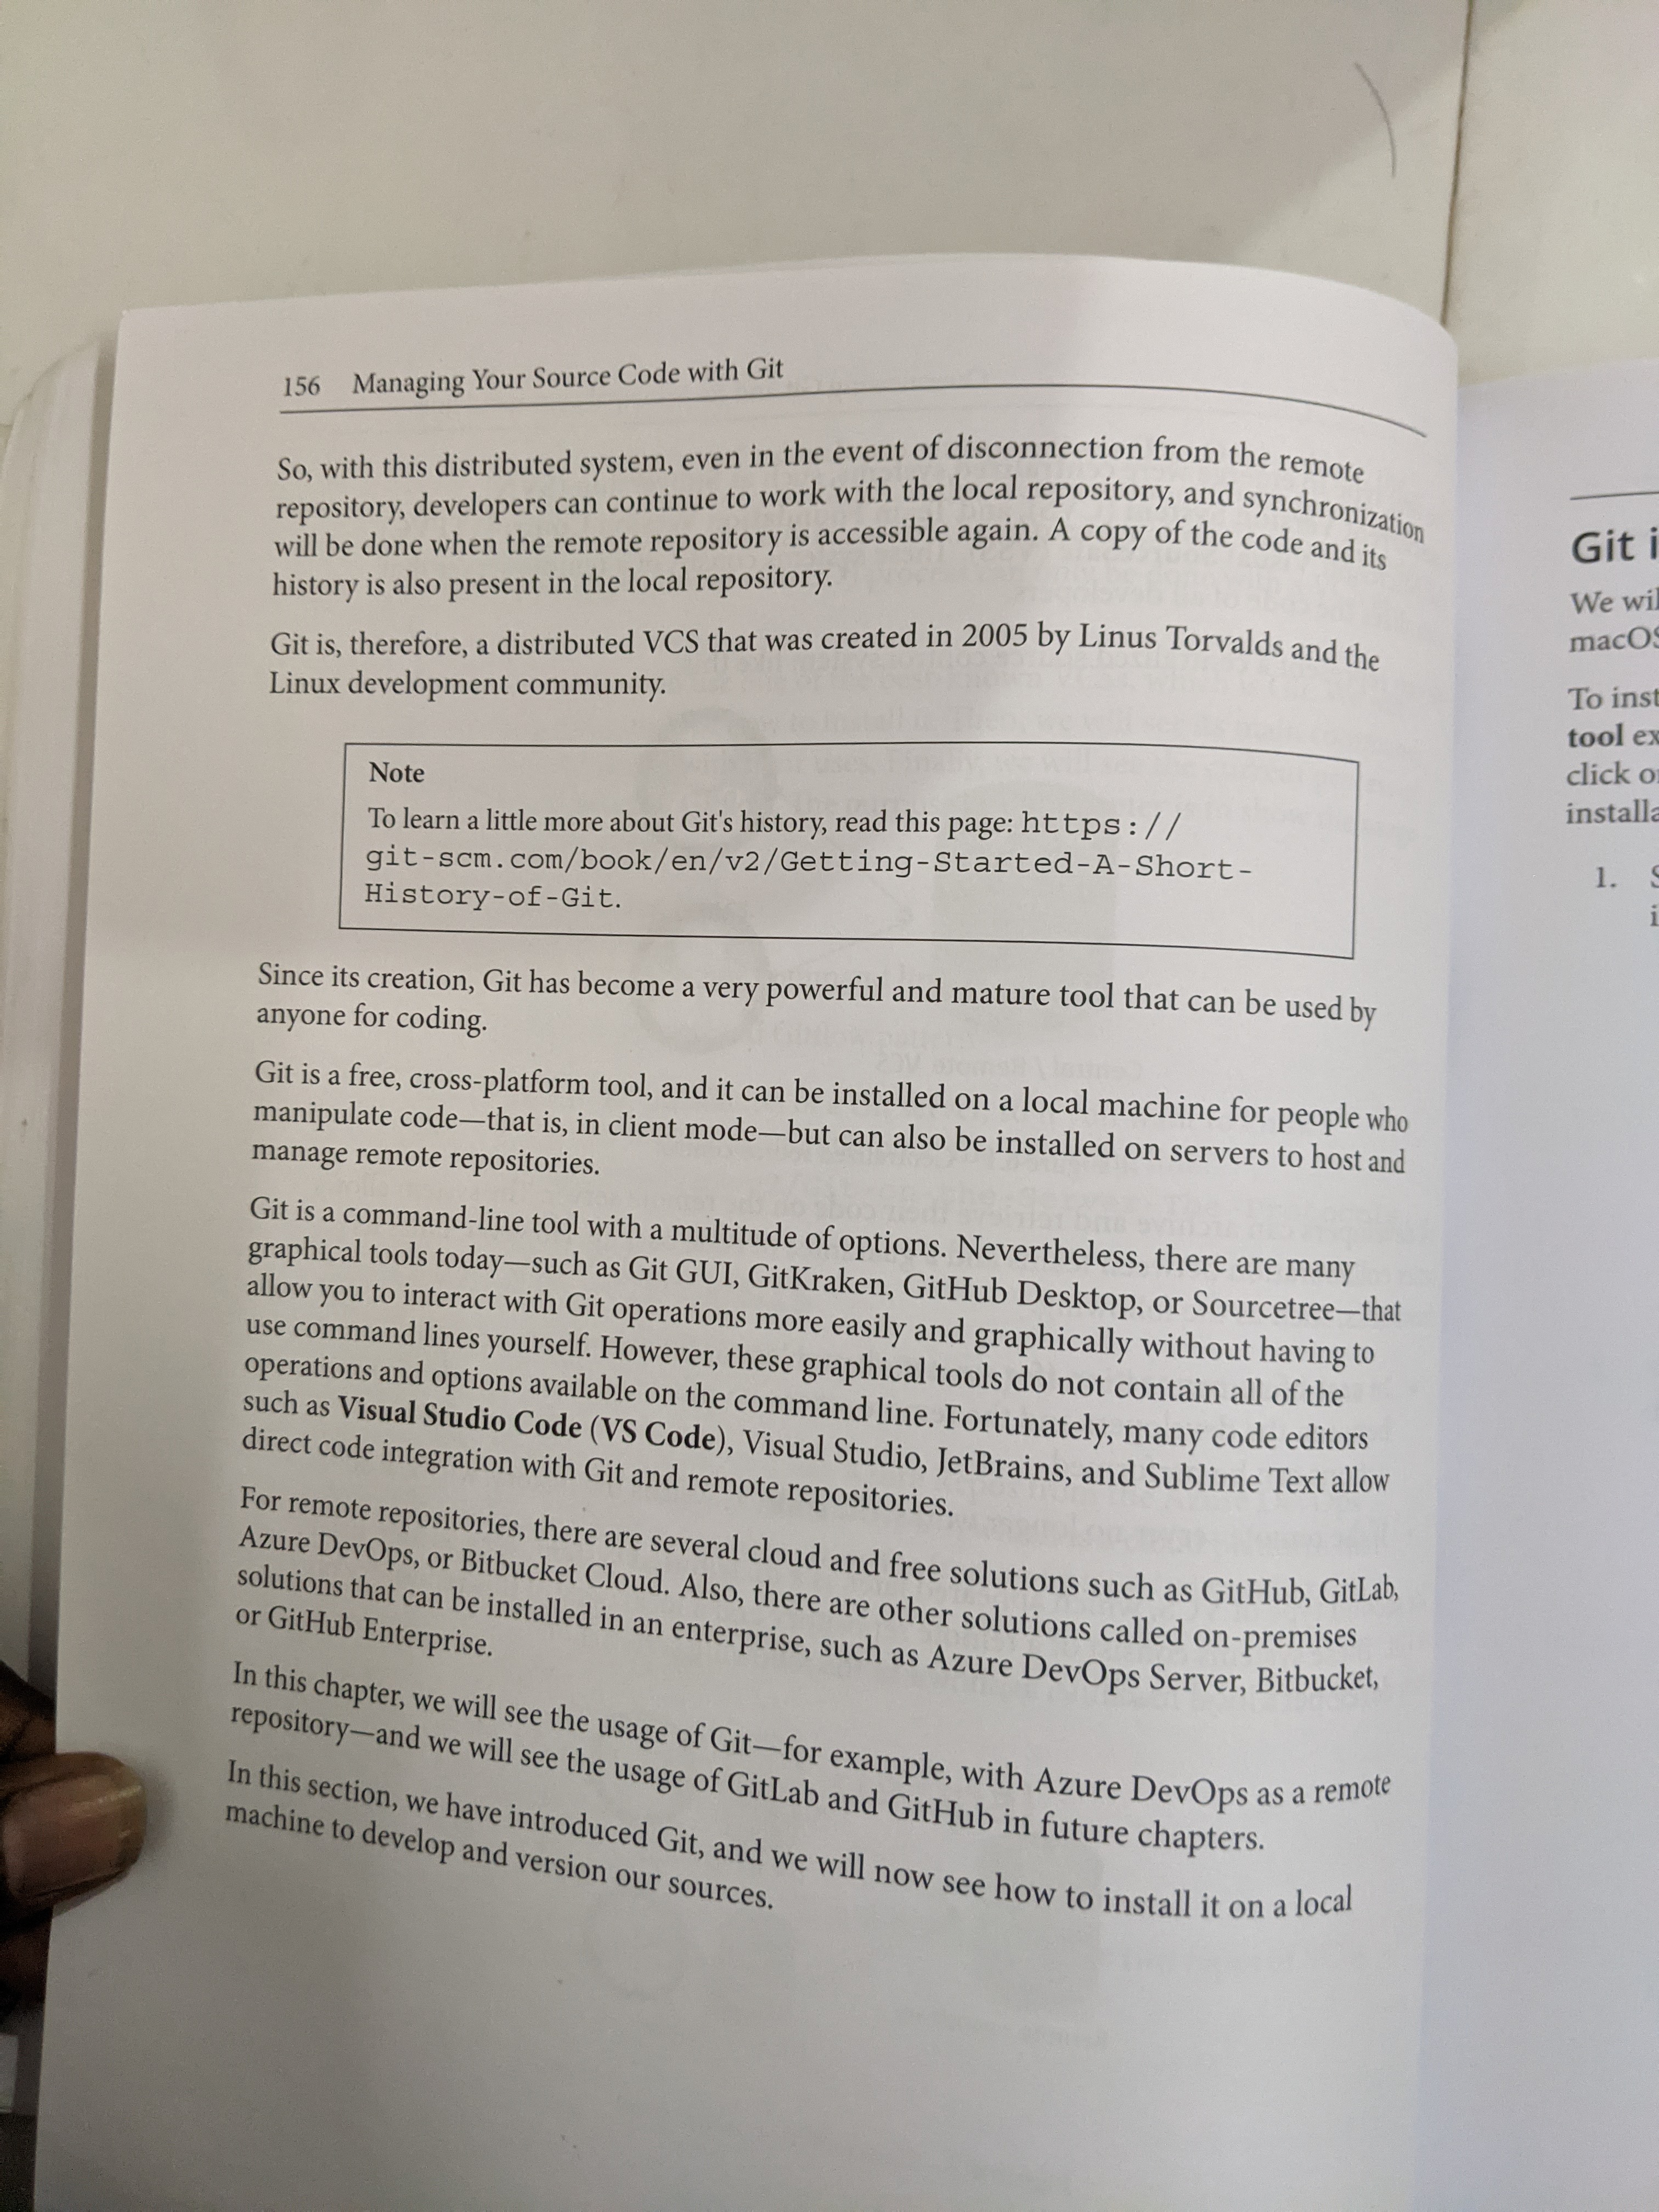 156 Managing Your Source Code with Git
So, with this distributed system, even in the event of disconnection from the remote
repository, developers can continue to work with the local repository, and synchronization
will be done when the remote repository is accessible again. A copy of the code and its
history is also present in the local repository.
Git is, therefore, a distributed VCS that was created in 2005 by Linus Torvalds and the
Linux development community.
Note
To learn a little more about Git's history, read this page: https://
git-scm.com/book/en/v2/Getting-Started-A-Short-
History-of-Git.
Since its creation, Git has become a very powerful and mature tool that can be used by
anyone for coding.
Git is a free, cross-platform tool, and it can be installed on a local machine for people who
manipulate code—that is, in client mode—but can also be installed on servers to host and
manage remote repositories.
Git is a command-line tool with a multitude of options. Nevertheless, there are many
graphical tools today—such as Git GUI, GitKraken, GitHub Desktop, or Sourcetree—that
allow you to interact with Git operations more easily and graphically without having to
use command lines yourself. However, these graphical tools do not contain all of the
operations and options available on the command line. Fortunately, many code editors
such as Visual Studio Code (VS Code), Visual Studio, JetBrains, and Sublime Text allow
direct code integration with Git and remote repositories.
For remote repositories, there are several cloud and free solutions such as GitHub, GitLab,
Azure DevOps, or Bitbucket Cloud. Also, there are other solutions called on-premises
solutions that can be installed in an enterprise, such as Azure DevOps Server, Bitbucket,
or GitHub Enterprise.
In this chapter, we will see the usage of Git—for example, with Azure DevOps as a remote
repository—and we will see the usage of GitLab and GitHub in future chapters.
In this section, we have introduced Git, and we will now see how to install it on a local
machine to develop and version our sources.
Git
We
To
tool
click
1.